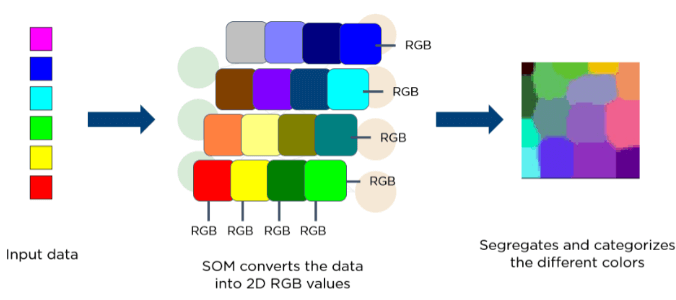 RGB
RGB
RGB
RGB
RGB RGB RGB RGB
Input data
SOM converts the data
into 2D RGB values
Segregates and categorizes
the different colors